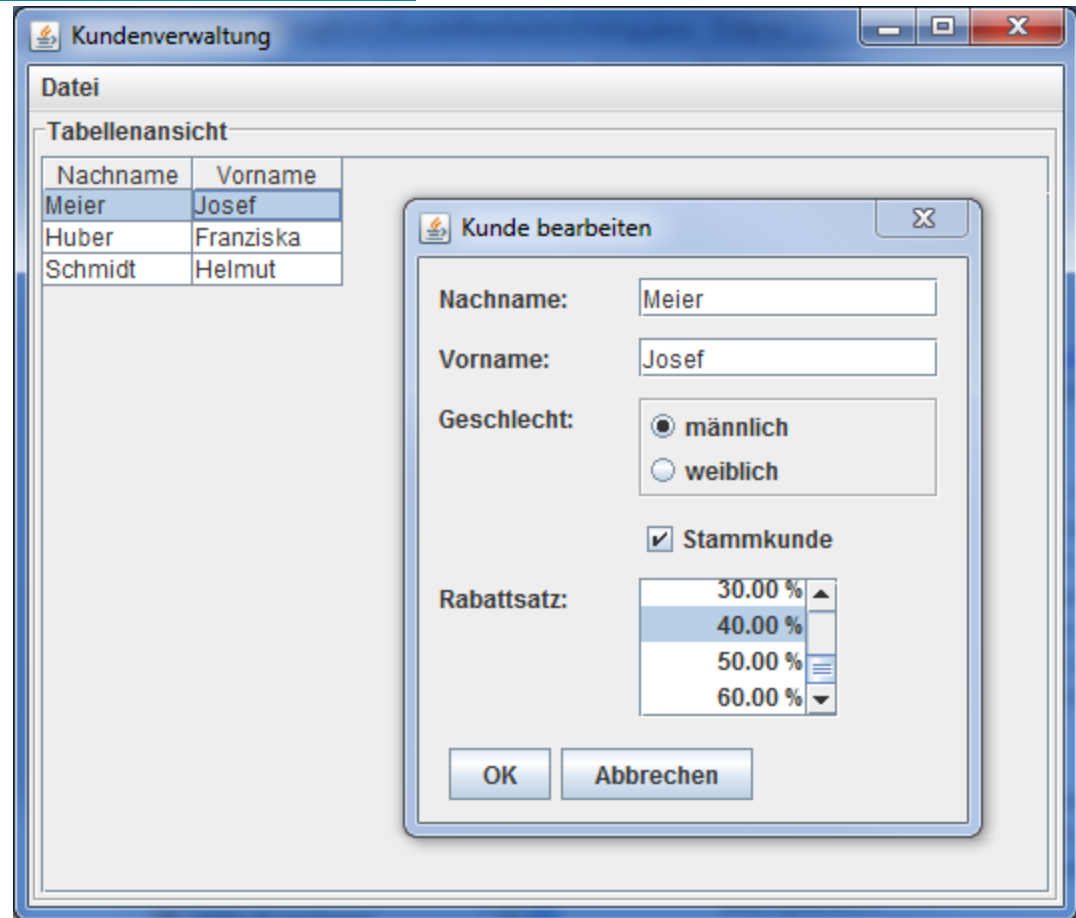 Kundenverwaltung
Datei
Tabellenansicht
Nachname Vorname
Meier Josef
Huber Franziska
Schmidt Helmut
Kunde bearbeiten
Nachname: Meier
Vorname: Josef
Geschlecht: männlich
weiblich
Stammkunde
Rabattsatz: 30.00 %
40.00 %
50.00 %
60.00 %
OK Abbrechen